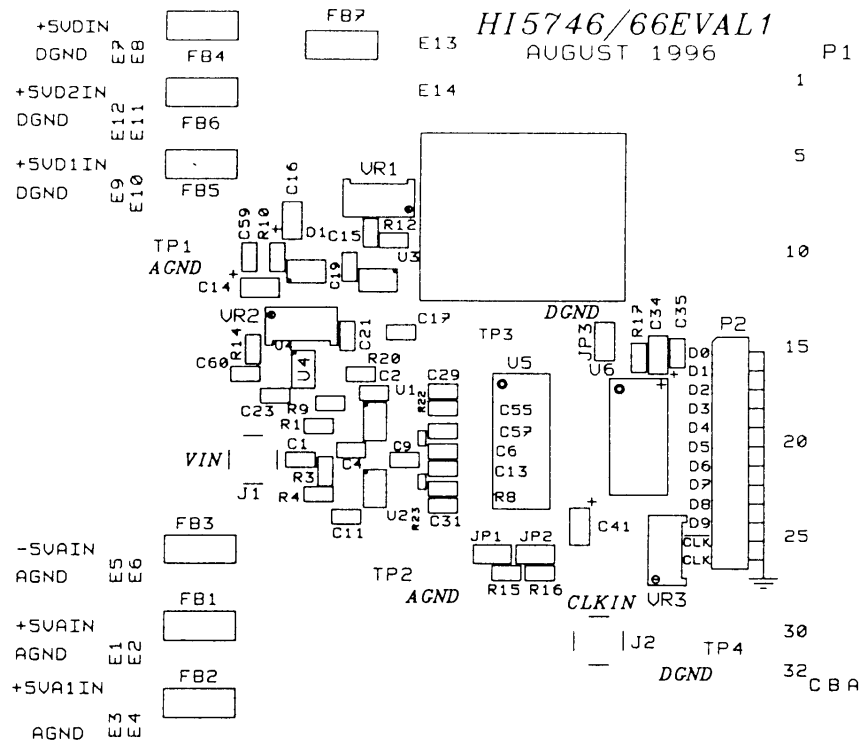 HI5746/66EVAL1
AUGUST 1996
P1
+5VDIN
DGND
E7
E8
FB4
FB7
E13
E14
1
+5VD2IN
DGND
E12
E11
FB6
5
+5VD1IN
DGND
E9
E10
FB5
C16
VR1
C59
R10
+
D1
C15
R12
U3
TP1
AGND
C19
10
+
C14
VR2
C21
C17
DGND
TP3
JP3
R17
C34
C35
P2
15
R14
U4
C60
R20
C2
C29
U5
U6
+
+
D0
D1
D2
D3
D4
D5
D6
D7
D8
D9
CLK
CLK
C23
R9
U1
R22
C55
R1
C57
20
VIN
C1
C4
C9
C6
C13
J1
R3
R4
R8
U2
R23
C31
C11
+
C41
25
FB3
-5VAIN
AGND
E5
E6
JP1
JP2
R15
R16
TP2
AGND
CLKIN
VR3
FB1
+5VAIN
AGND
E1
E2
30
J2
TP4
DGND
32
C B A
FB2
+5VA1IN
AGND
E3
E4